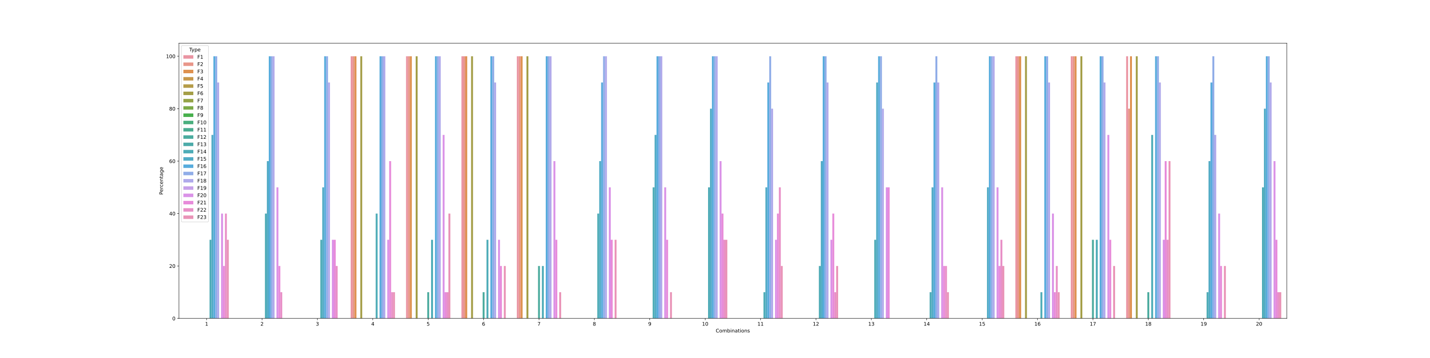 Type
F1
F2
F3
F4
F5
F6
F7
F8
F9
F10
F11
F12
F13
F14
F15
F16
F17
F18
F19
F20
F21
F22
F23
100
80
60
40
20
0
Percentage
1 2 3 4 5 6 7 8 9 10 11 12 13 14 15 16 17 18 19 20
Combinations